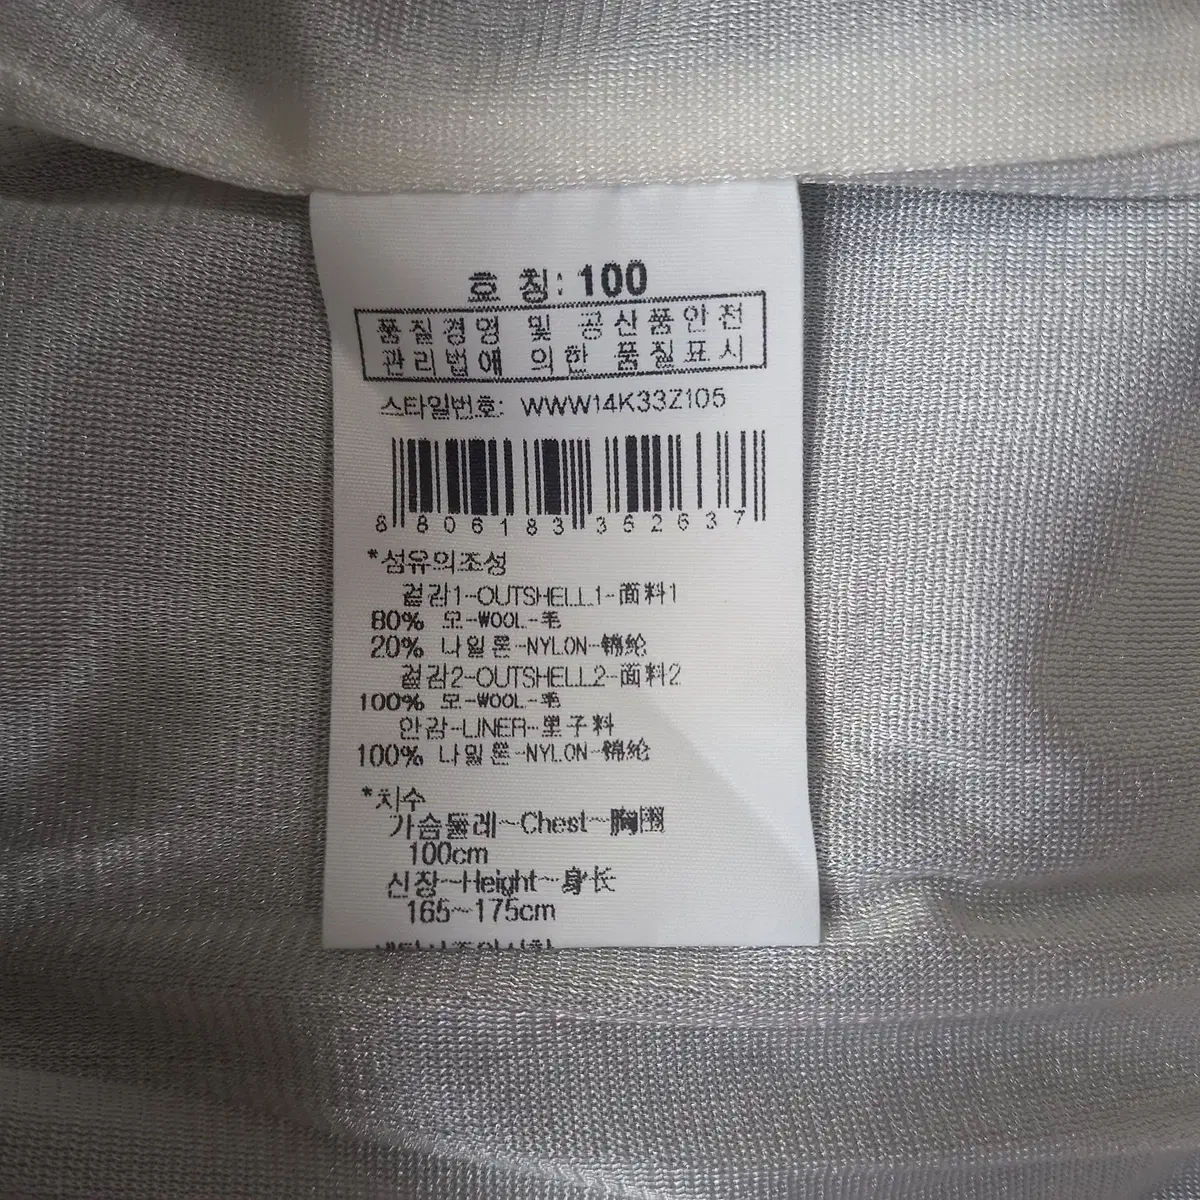 호 칭: 100
품질경영 및 공산품안전
관리법에 의한 품질표시
스타일번호: WWW14K33Z105
8 806183 362637
*섬유의조성
겉감1-OUTSHELL1-面料1
80% 모-WOOL-毛
20% 나일론-NYLON-锦纶
겉감2-OUTSHELL2-面料2
100% 모-WOOL-毛
안감-LINER-里子料
100% 나일론-NYLON-锦纶
*치수
가슴둘레-Chest-胸围
100cm
신장-Height-身长
165~175cm